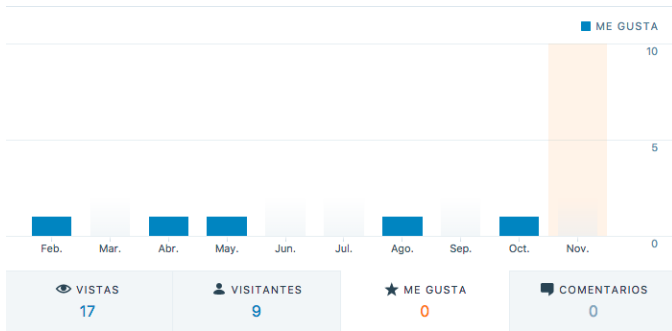 ME GUSTA
10
5
0
Feb. Mar. Abr. May. Jun. Jul. Ago. Sep. Oct. Nov.
VISTAS VISITANTES ME GUSTA COMENTARIOS
17 9 0 0